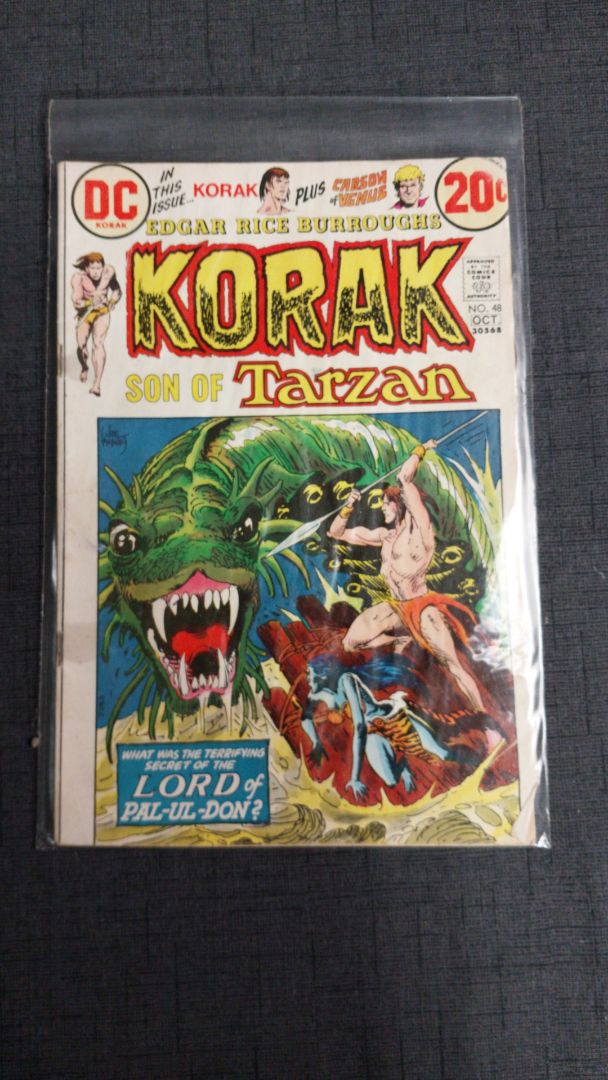 DC
KORAK
IN
THIS
ISSUE...
KORAK
PLUS
CARSON
of VENUS
20¢
EDGAR RICE BURROUGHS
KORAK
SON OF Tarzan
APPROVED
BY THE
COMICS
CODE
AUTHORITY
NO. 48
OCT.
30568
JOE
KUBERT
WHAT WAS THE TERRIFYING
SECRET OF THE
LORD of
PAL-UL-DON?